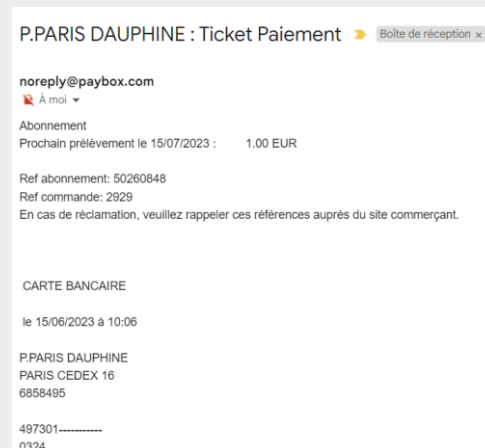 P.PARIS DAUPHINE : Ticket Paiement Boîte de réception x
noreply@paybox.com
À moi
Abonnement
Prochain prélèvement le 15/07/2023 : 1.00 EUR
Ref abonnement: 50260848
Ref commande: 2929
En cas de réclamation, veuillez rappeler ces références auprès du site commerçant.
CARTE BANCAIRE
le 15/06/2023 à 10:06
P.PARIS DAUPHINE
PARIS CEDEX 16
6858495
497301-----------
0324